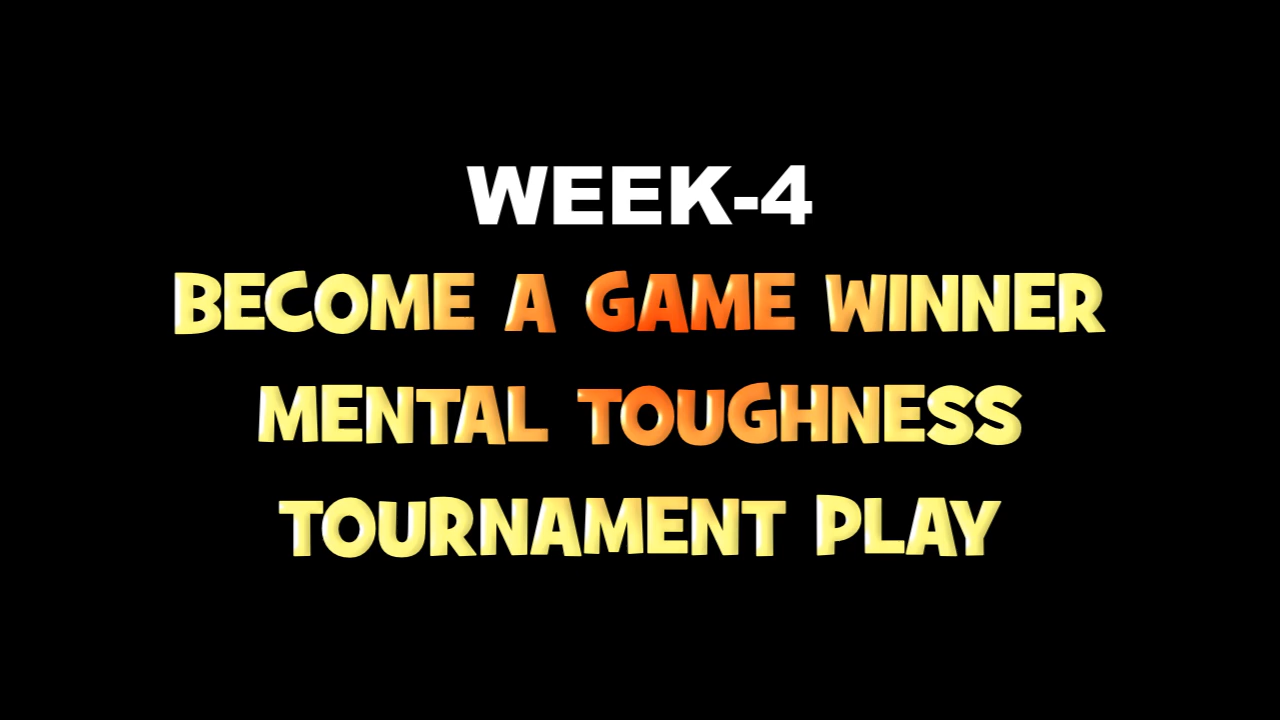 WEEK-4
BECOME A GAME WINNER
MENTAL TOUGHNESS
TOURNAMENT PLAY